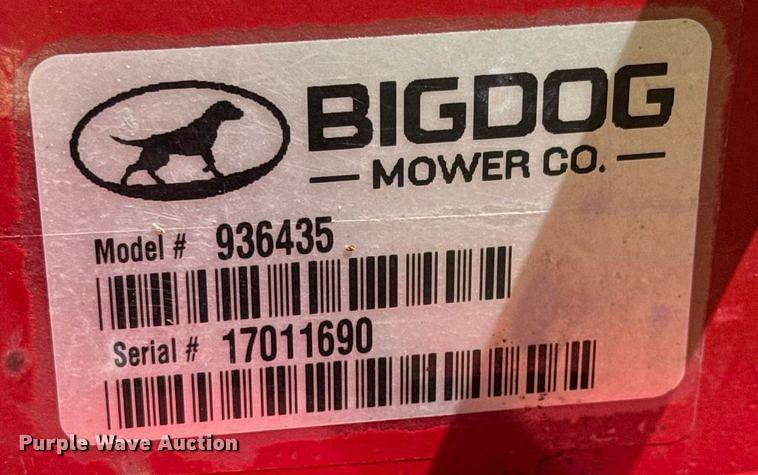 BIGDOG
MOWER CO.
Model # 936435
Serial # 17011690
Purple Wave Auction